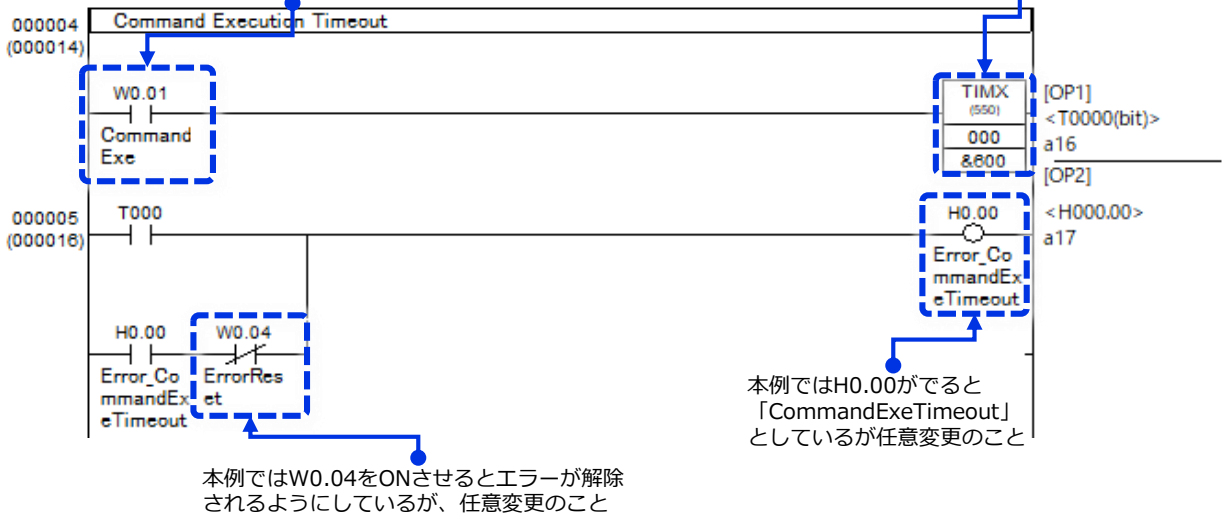 000004
Command Execution Timeout
(000014)
W0.01
Command
Exe
TIMX
(550)
000
&600
[OP1]
<T0000(bit)>
a16
[OP2]
000005
(000016)
T000
H0.00
Error_Co
mmandEx
eTimeout
<H000.00>
a17
H0.00
Error_Co
mmandEx
eTimeout
W0.04
ErrorRes
et
本例ではH0.00がでると
「CommandExeTimeout」
としているが任意変更のこと
本例ではW0.04をONさせるとエラーが解除
されるようにしているが、任意変更のこと